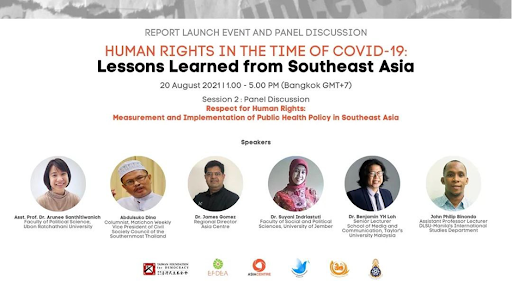 REPORT LAUNCH EVENT AND PANEL DISCUSSION
HUMAN RIGHTS IN THE TIME OF COVID-19:
Lessons Learned from Southeast Asia
20 August 2021 I 1.00 - 5.00 PM (Bangkok GMT+7)
Session 2 : Panel Discussion
Respect for Human Rights:
Measurement and Implementation of Public Health Policy in Southeast Asia
Speakers
Asst. Prof. Dr. Arunee Santhitiwanich
Faculty of Political Science,
Ubon Ratchathani University
Abdulsuko Dina
Columnist, Matichon Weekly
Vice President of Civil
Society Council of the
Southernmost Thailand
Dr. James Gomez
Regional Director
Asia Centre
Dr. Suyani Indriastuti
Faculty of Social and Political
Sciences, University of Jember
Dr. Benjamin YH Loh
Senior Lecturer
School of Media and
Communication, Taylor's
University Malaysia
John Philip Binondo
Assistant Professor Lecturer
DLSU-Manila's International
Studies Department
TAIWAN FOUNDATION
for DEMOCRACY
EFDEA
ASIA CENTRE